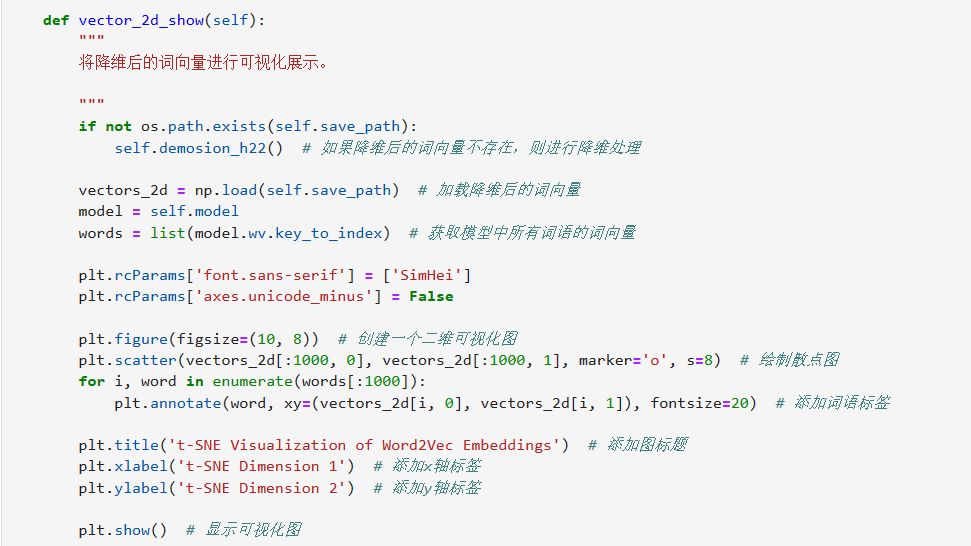 def vector_2d_show(self):
    """
    将降维后的词向量进行可视化展示。

    """
    if not os.path.exists(self.save_path):
        self.demosion_h22()  # 如果降维后的词向量不存在，则进行降维处理

    vectors_2d = np.load(self.save_path)  # 加载降维后的词向量
    model = self.model
    words = list(model.wv.key_to_index)  # 获取模型中所有词语的词向量

    plt.rcParams['font.sans-serif'] = ['SimHei']
    plt.rcParams['axes.unicode_minus'] = False

    plt.figure(figsize=(10, 8))  # 创建一个二维可视化图
    plt.scatter(vectors_2d[:1000, 0], vectors_2d[:1000, 1], marker='o', s=8)  # 绘制散点图
    for i, word in enumerate(words[:1000]):
        plt.annotate(word, xy=(vectors_2d[i, 0], vectors_2d[i, 1]), fontsize=20)  # 添加词语标签

    plt.title('t-SNE Visualization of Word2Vec Embeddings')  # 添加图标题
    plt.xlabel('t-SNE Dimension 1')  # 添加x轴标签
    plt.ylabel('t-SNE Dimension 2')  # 添加y轴标签

    plt.show()  # 显示可视化图